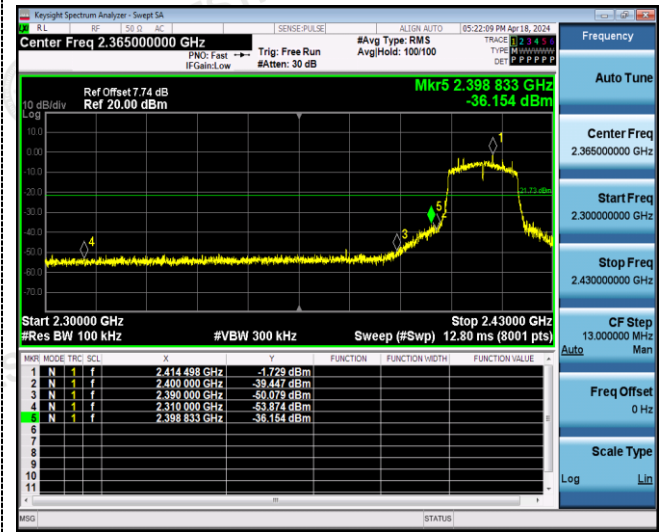 Keysight Spectrum Analyzer - Swept SA
RL RF 50 Ω AC SENSE:PULSE ALIGN AUTO 05:22:09 PM Apr 18, 2024
Center Freq 2.365000000 GHz
PNO: Fast
IFGain:Low
Trig: Free Run
#Atten: 30 dB
#Avg Type: RMS
Avg|Hold: 100/100
TRACE 1 2 3 4 5 6
TYPE M W W W W W
DET P P P P P P
Ref Offset 7.74 dB
Ref 20.00 dBm
10 dB/div
Log
Mkr5 2.398 833 GHz
-36.154 dBm
10.0
0.00
-10.0
-20.0
-30.0
-40.0
-50.0
-60.0
-70.0
1
5
2
3
4
-21.73 dBm
Start 2.30000 GHz
Stop 2.43000 GHz
#Res BW 100 kHz #VBW 300 kHz Sweep (#Swp) 12.80 ms (8001 pts)
MKR MODE TRC SCL X Y FUNCTION FUNCTION WIDTH FUNCTION VALUE
1 N 1 f 2.414 498 GHz -1.729 dBm
2 N 1 f 2.400 000 GHz -39.447 dBm
3 N 1 f 2.390 000 GHz -50.079 dBm
4 N 1 f 2.310 000 GHz -53.874 dBm
5 N 1 f 2.398 833 GHz -36.154 dBm
6
7
8
9
10
11
MSG STATUS
Frequency
Auto Tune
Center Freq
2.365000000 GHz
Start Freq
2.300000000 GHz
Stop Freq
2.430000000 GHz
CF Step
13.000000 MHz
Auto Man
Freq Offset
0 Hz
Scale Type
Log Lin